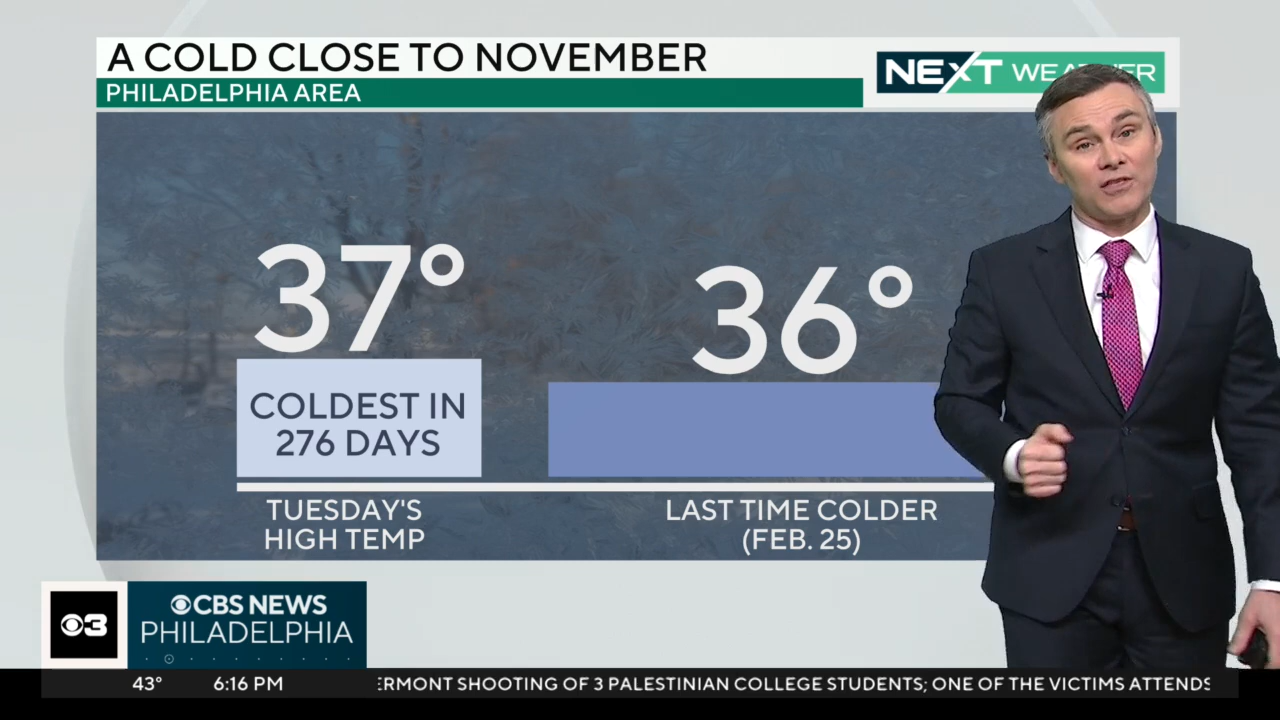 A COLD CLOSE TO NOVEMBER
PHILADELPHIA AREA
NEXT WEATHER
37°
36°
COLDEST IN
276 DAYS
TUESDAY'S
HIGH TEMP
LAST TIME COLDER
(FEB. 25)
3
CBS NEWS
PHILADELPHIA
43° 6:16 PM ERMONT SHOOTING OF 3 PALESTINIAN COLLEGE STUDENTS; ONE OF THE VICTIMS ATTENDS